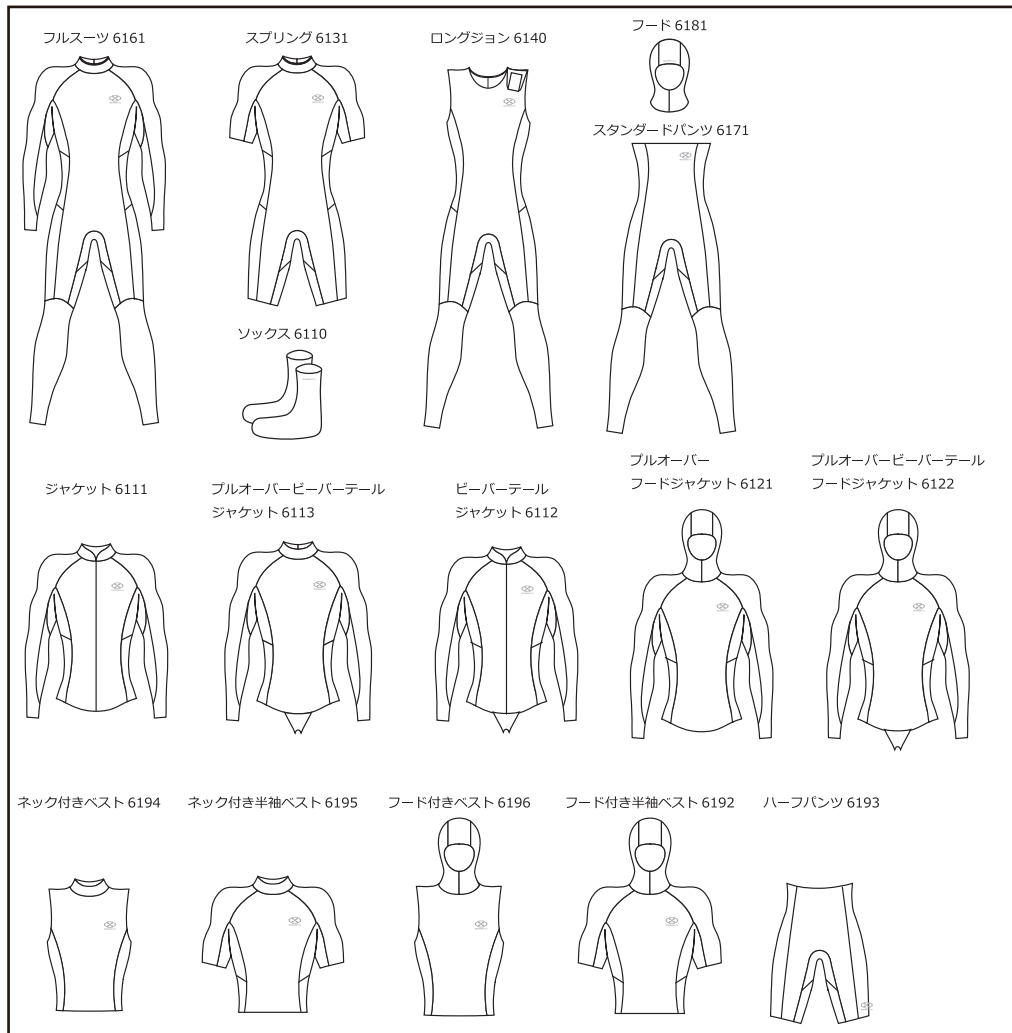 フルスーツ 6161
スプリング 6131
ロングジョン 6140
フード 6181
スタンダードパンツ 6171
ソックス 6110
ジャケット 6111
プルオーバービーバーテール
ジャケット 6113
ビーバーテール
ジャケット 6112
プルオーバー
フードジャケット 6121
プルオーバービーバーテール
フードジャケット 6122
ネック付きベスト 6194
ネック付き半袖ベスト 6195
フード付きベスト 6196
フード付き半袖ベスト 6192
ハーフパンツ 6193